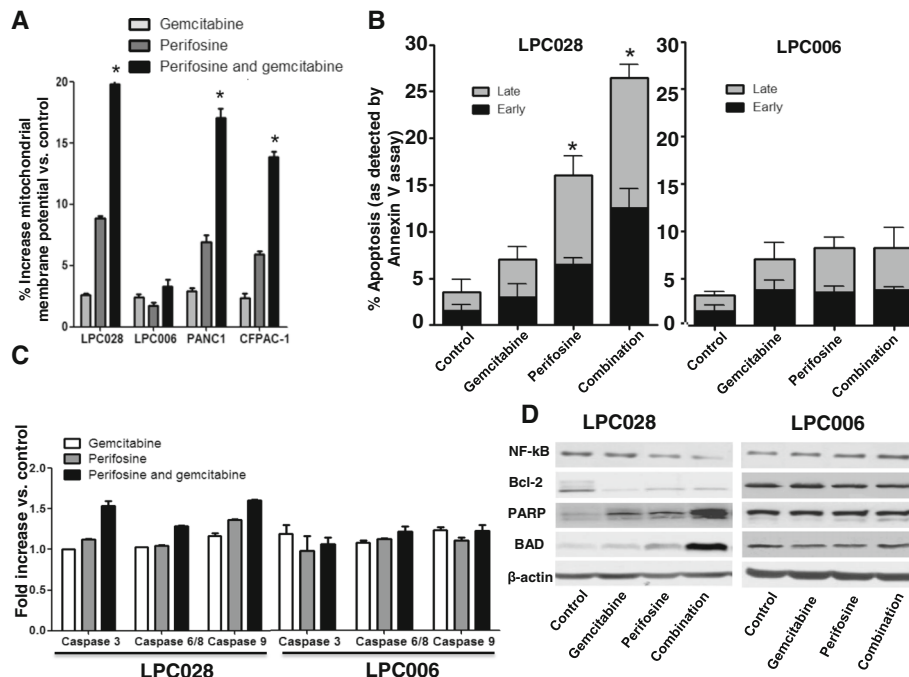 A
Gemcitabine
Perifosine
Perifosine and gemcitabine
% Increase mitochondrial
membrane potential vs. control
20
15
10
5
0
*
*
*
LPC028 LPC006 PANC1 CFPAC-1
B
LPC028
LPC006
% Apoptosis (as detected by
Annexin V assay)
30
25
20
15
10
5
0
Late
Early
*
*
Control
Gemcitabine
Perifosine
Combination
30
25
20
15
10
5
0
Late
Early
Control
Gemcitabine
Perifosine
Combination
C
Gemcitabine
Perifosine
Perifosine and gemcitabine
Fold increase vs. control
2.0
1.5
1.0
0.5
0.0
Caspase 3 Caspase 6/8 Caspase 9 Caspase 3 Caspase 6/8 Caspase 9
LPC028 LPC006
D
LPC028 LPC006
NF-kB
Bcl-2
PARP
BAD
β-actin
Control
Gemcitabine
Perifosine
Combination
Control
Gemcitabine
Perifosine
Combination